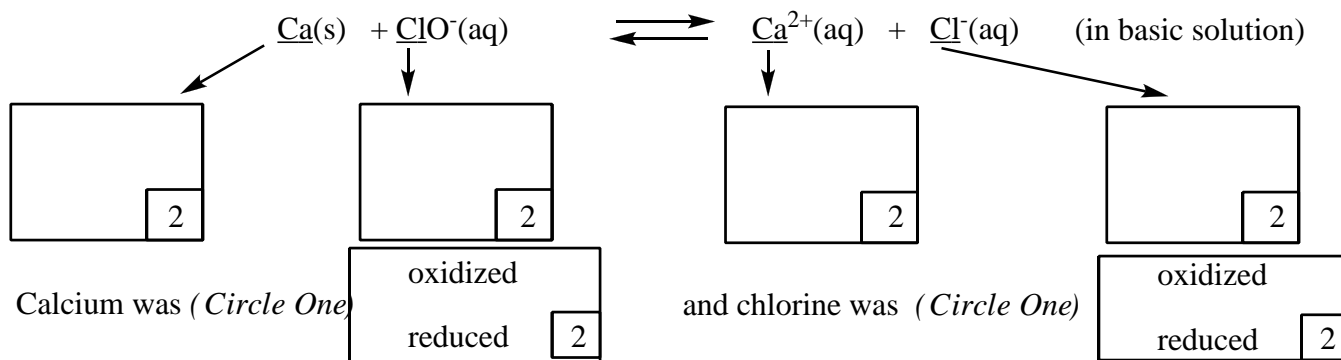 Ca(s) + ClO⁻(aq) ⇌ Ca²⁺(aq) + Cl⁻(aq) (in basic solution)
2 2 2 2
oxidized oxidized
Calcium was (Circle One) and chlorine was (Circle One)
reduced 2 reduced 2